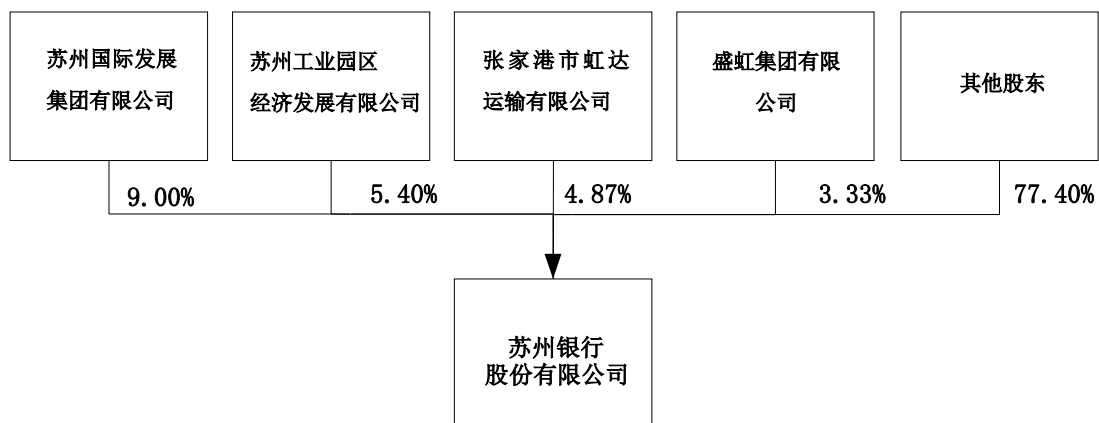 苏州国际发展
集团有限公司
苏州工业园区
经济发展有限公司
张家港市虹达
运输有限公司
盛虹集团有限
公司
其他股东
9.00%
5.40%
4.87%
3.33%
77.40%
苏州银行
股份有限公司